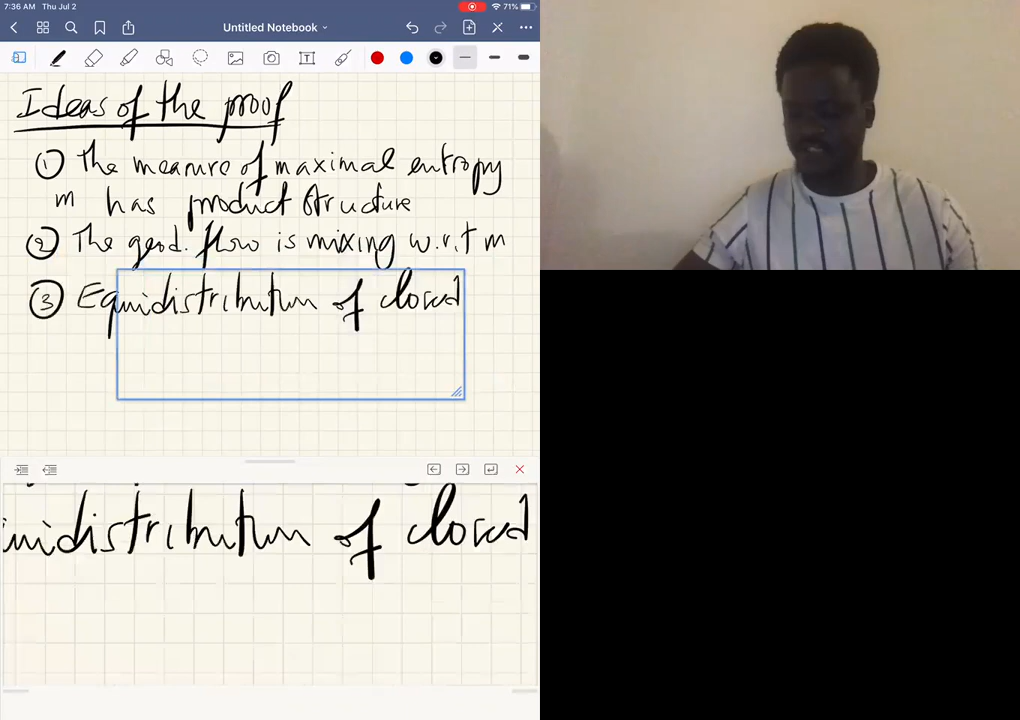 7:36 AM Thu Jul 2
71%
Untitled Notebook
Ideas of the proof
① The measure of maximal entropy
m has product structure
② The geod. flow is mixing w.r.t m
③ Equidistribution of closed
uidistribution of closed